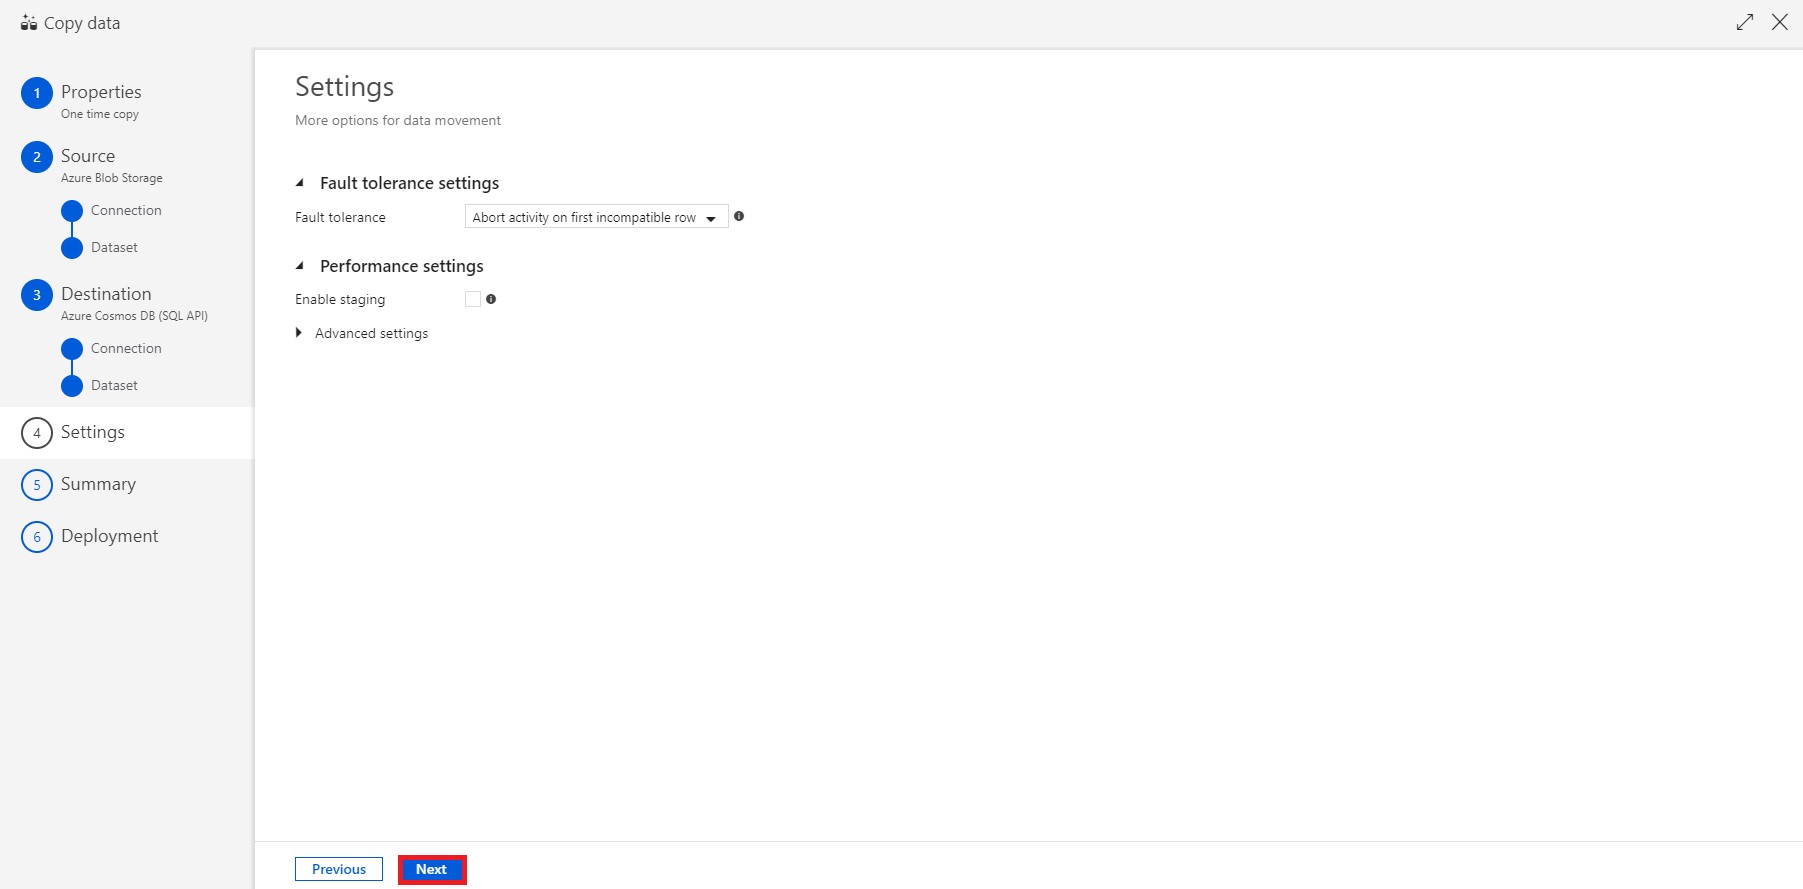 Copy data
1 Properties
One time copy
2 Source
Azure Blob Storage
Connection
Dataset
3 Destination
Azure Cosmos DB (SQL API)
Connection
Dataset
4 Settings
5 Summary
6 Deployment
Settings
More options for data movement
Fault tolerance settings
Fault tolerance Abort activity on first incompatible row
Performance settings
Enable staging
Advanced settings
Previous Next